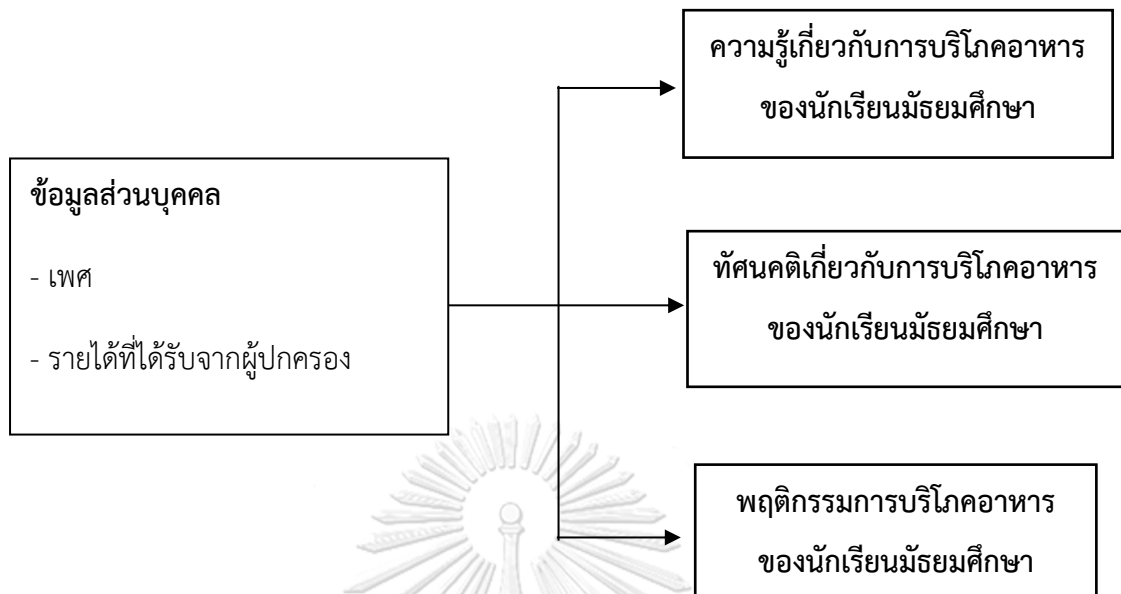 ความรู้เกี่ยวกับการบริโภคอาหาร
ของนักเรียนมัธยมศึกษา
ข้อมูลส่วนบุคคล
- เพศ
- รายได้ที่ได้รับจากผู้ปกครอง
ทัศนคติเกี่ยวกับการบริโภคอาหาร
ของนักเรียนมัธยมศึกษา
พฤติกรรมการบริโภคอาหาร
ของนักเรียนมัธยมศึกษา